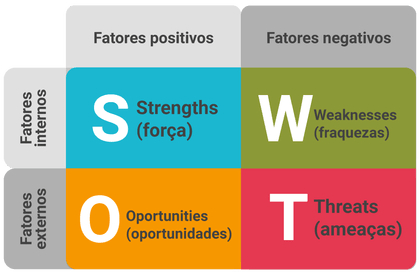 Fatores positivos
Fatores negativos
Fatores
internos
S
Strengths
(força)
W
Weaknesses
(fraquezas)
Fatores
externos
O
Oportunities
(oportunidades)
T
Threats
(ameaças)